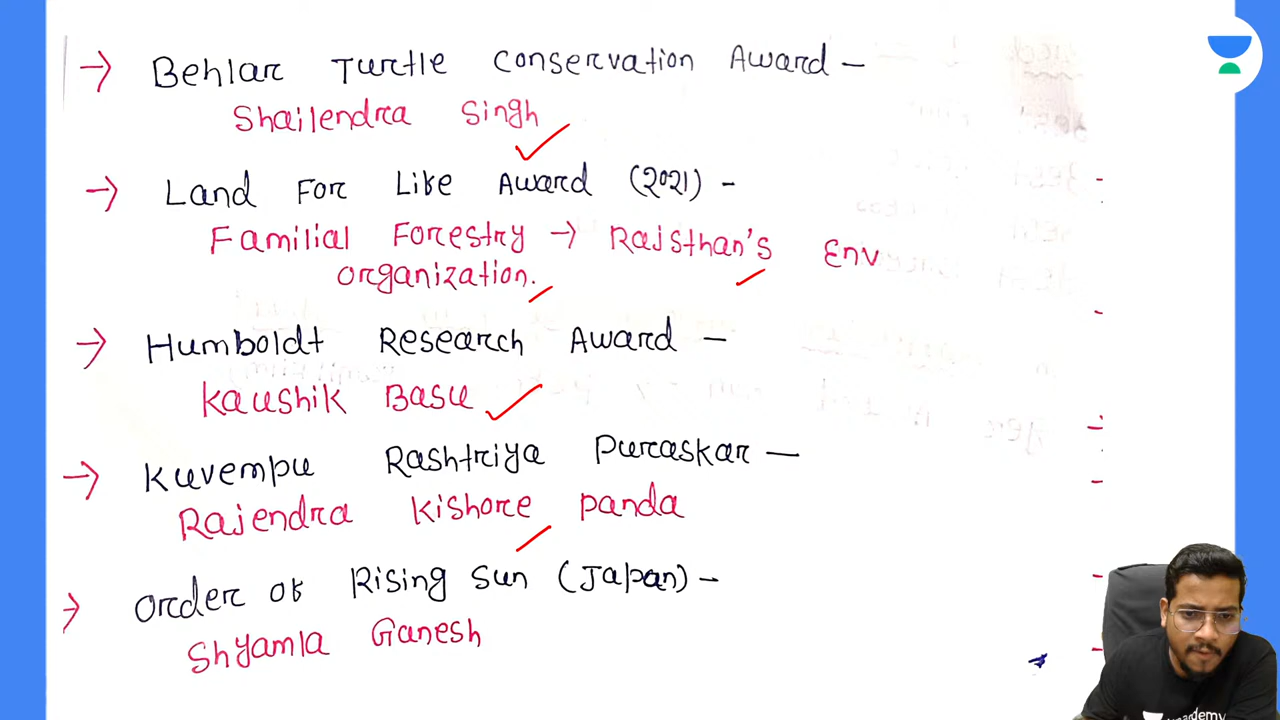 → Behlar Turtle Conservation Award -
Shailendra Singh
→ Land For Life Award (2021) -
Familial Forestry → Rajsthan's Env
organization.
→ Humboldt Research Award -
Kaushik Basu
→ Kuvempu Rashtriya Puraskar -
Rajendra Kishore Panda
→ Order of Rising Sun (Japan) -
Shyamla Ganesh